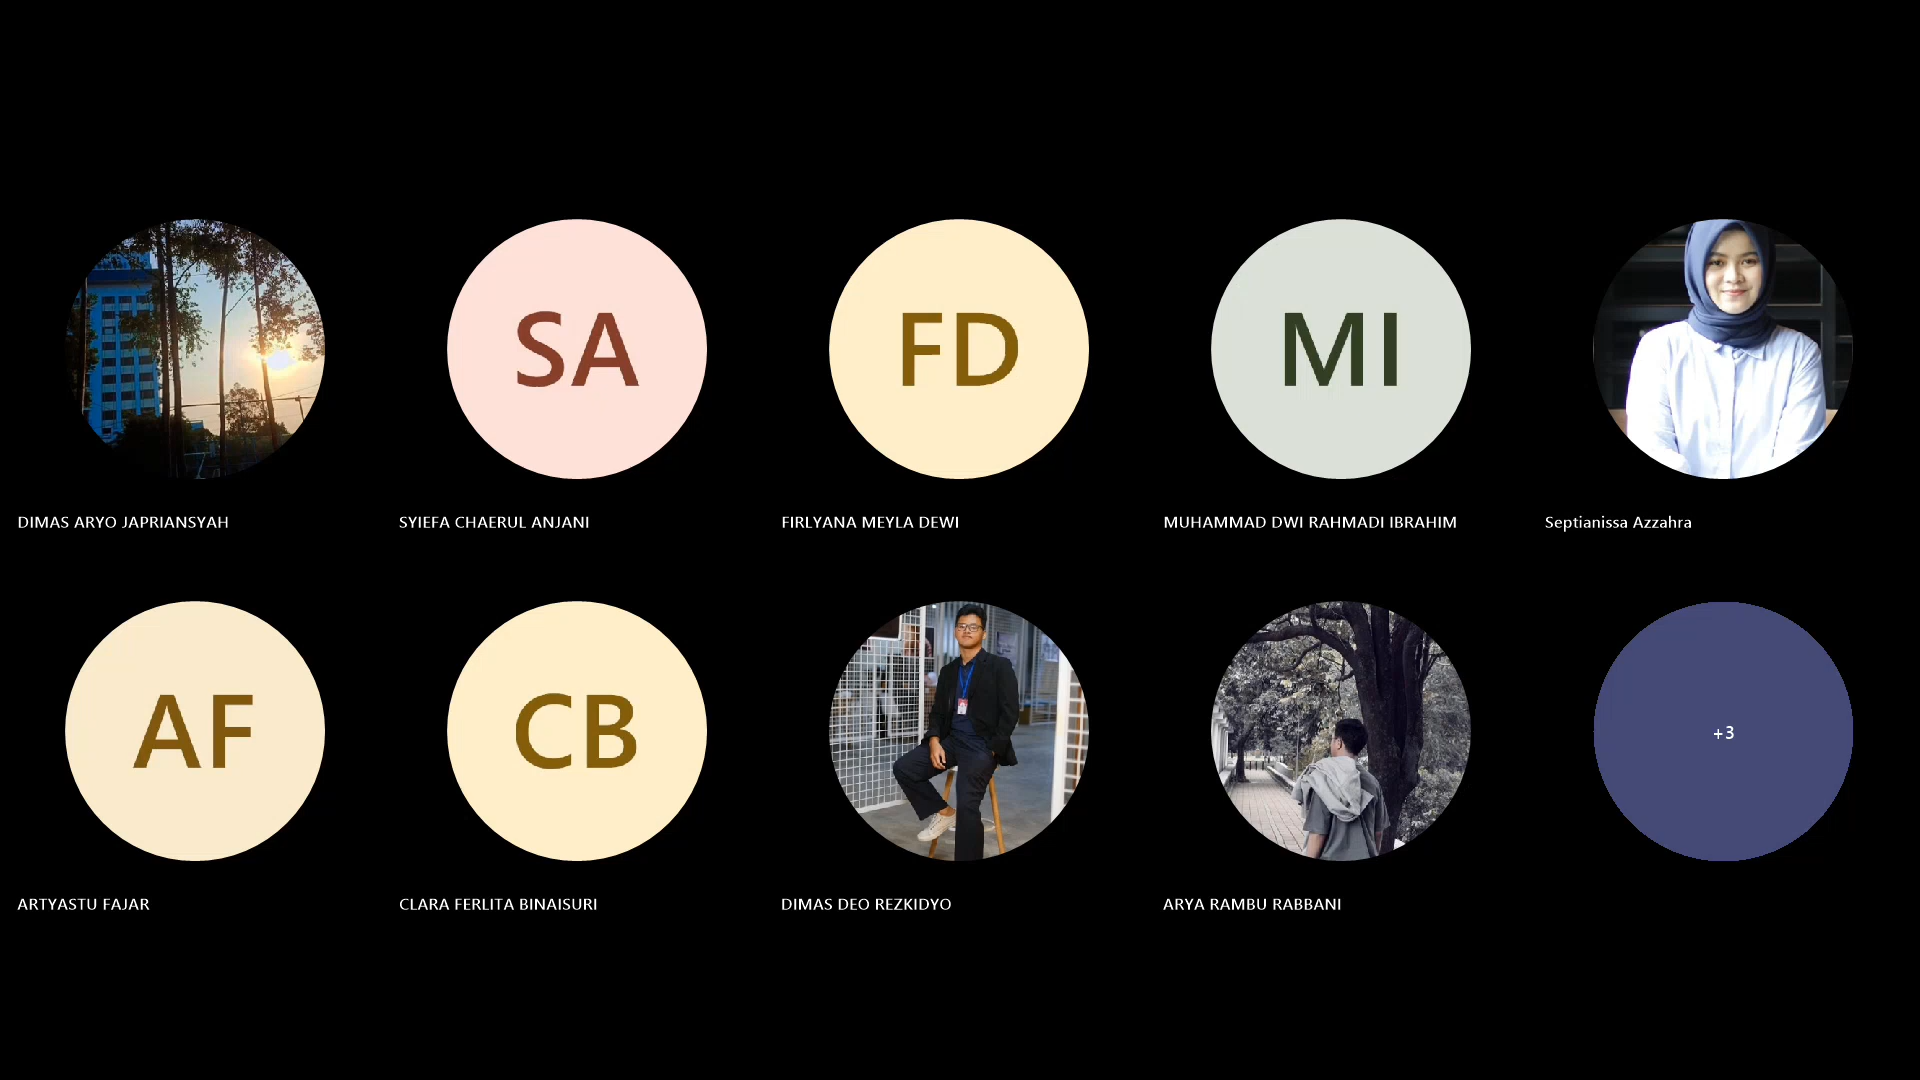 SA
FD
MI
DIMAS ARYO JAPRIANSYAH
SYIEFA CHAERUL ANJANI
FIRLYANA MEYLA DEWI
MUHAMMAD DWI RAHMADI IBRAHIM
Septianissa Azzahra
AF
CB
+3
ARTYASTU FAJAR
CLARA FERLITA BINAISURI
DIMAS DEO REZKIDYO
ARYA RAMBU RABBANI